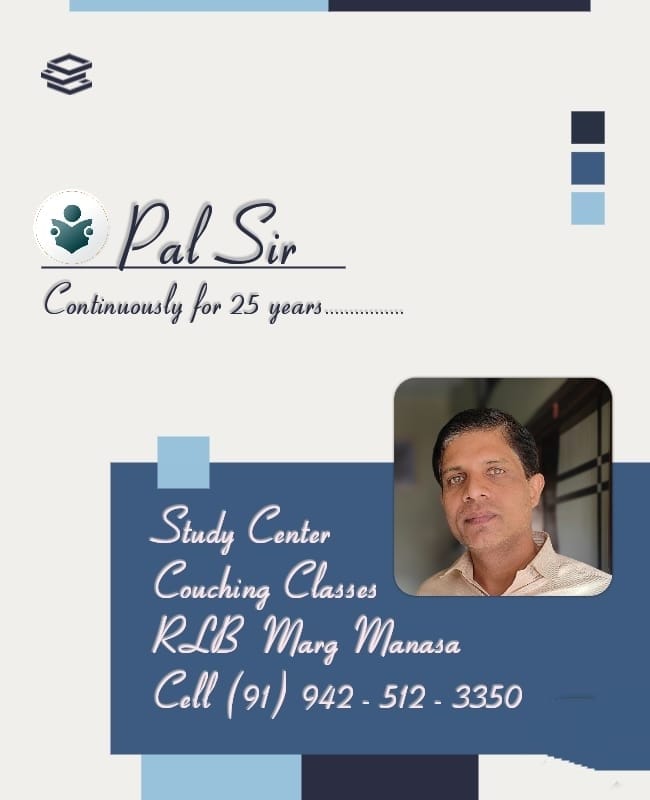 Pal Sir
Continuously for 25 years................
Study Center
Couching Classes
RLB Marg Manasa
Cell (91) 942 - 512 - 3350